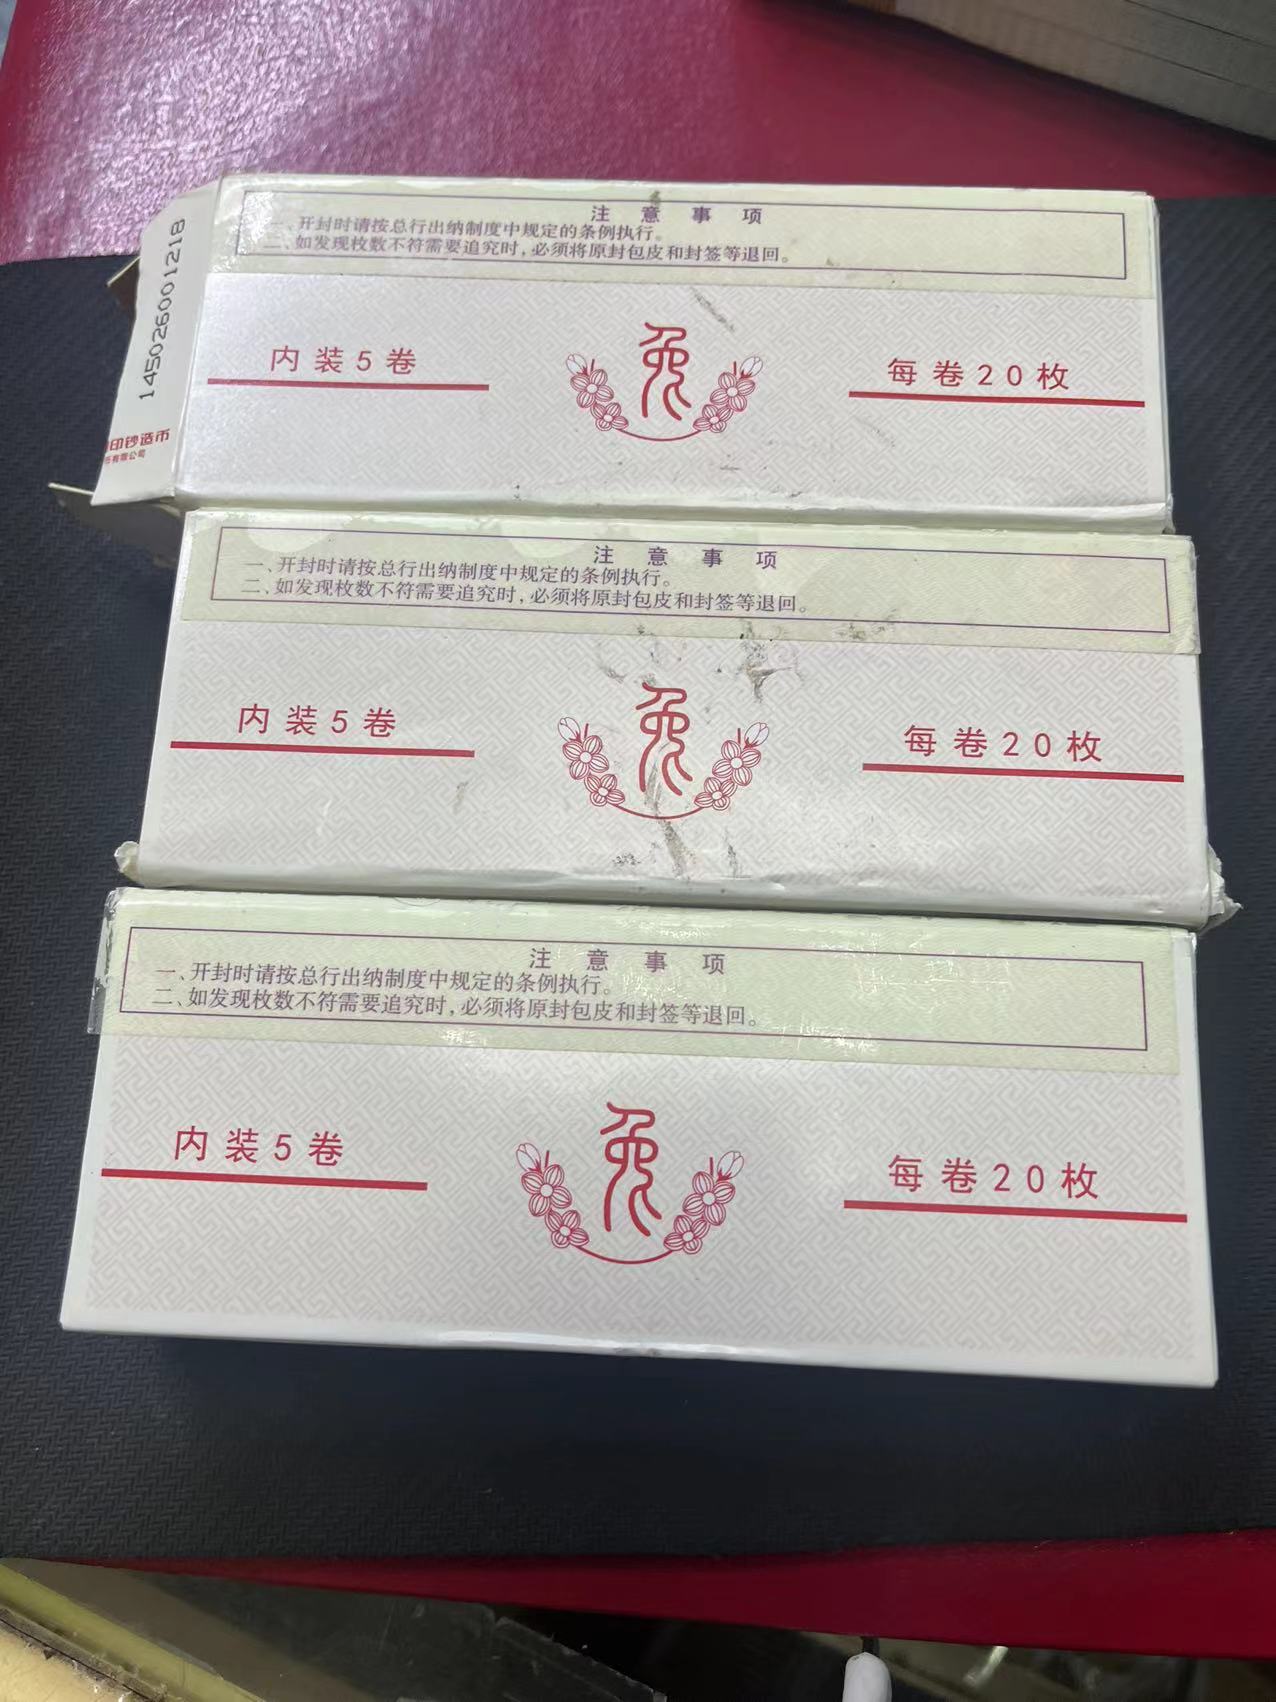 注意事项
一、开封时请按总行出纳制度中规定的条例执行。
二、如发现枚数不符需要追究时，必须将原封包皮和封签等退回。
145026001218
印钞造币
有限公司
内装5卷
兔
每卷20枚
注意事项
一、开封时请按总行出纳制度中规定的条例执行。
二、如发现枚数不符需要追究时，必须将原封包皮和封签等退回。
内装5卷
兔
每卷20枚
注意事项
一、开封时请按总行出纳制度中规定的条例执行。
二、如发现枚数不符需要追究时，必须将原封包皮和封签等退回。
内装5卷
兔
每卷20枚